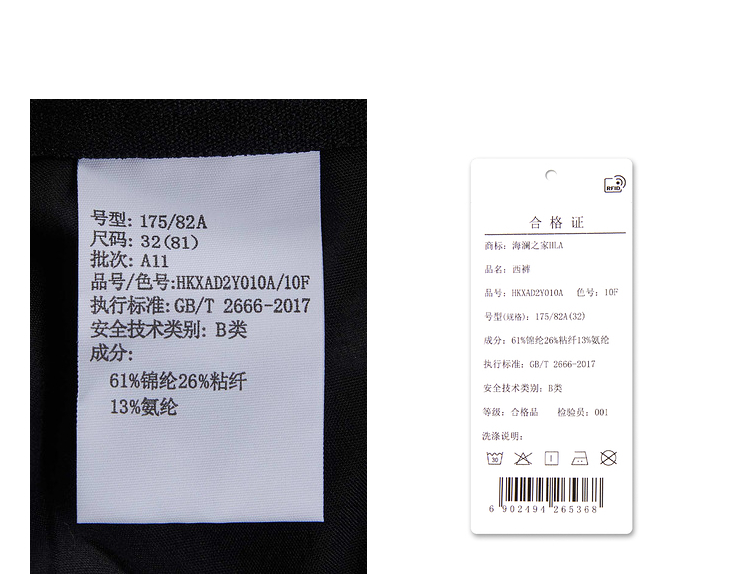 号型: 175/82A
尺码: 32(81)
批次: A11
品号/色号:HKXAD2Y010A/10F
执行标准:GB/T 2666-2017
安全技术类别: B类
成分:
61%锦纶26%粘纤
13%氨纶
RFID
合格证
商标: 海澜之家HLA
品名: 西裤
品号: HKXAD2Y010A 色号: 10F
号型(规格): 175/82A(32)
成分: 61%锦纶26%粘纤13%氨纶
执行标准: GB/T 2666-2017
安全技术类别: B类
等级: 合格品 检验员: 001
洗涤说明:
30
6 902494 265368